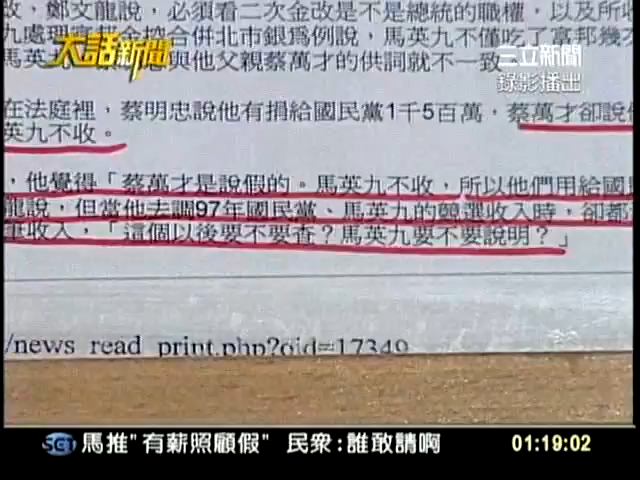 收，鄭文龍說，必須看二次金改是不是總統的職權，以及所
九處理 金控合併北市銀為例說，馬英九不僅吃了富邦幾
馬英九 與他父親蔡萬才的供詞就不一致
大話新聞
三立新聞
錄影播出
在法庭裡，蔡明忠說他有捐給國民黨1千5百萬，蔡萬才卻說
英九不收。
，他覺得「蔡萬才是說假的。馬英九不收，所以他們用給國
龍說，但當他去調97年國民黨、馬英九的競選收入時，卻都
筆收入，「這個以後要不要查？馬英九要不要說明？」
/news_read_print.php?oid=17349
SET 馬推"有薪照顧假" 民眾:誰敢請啊 01:19:02